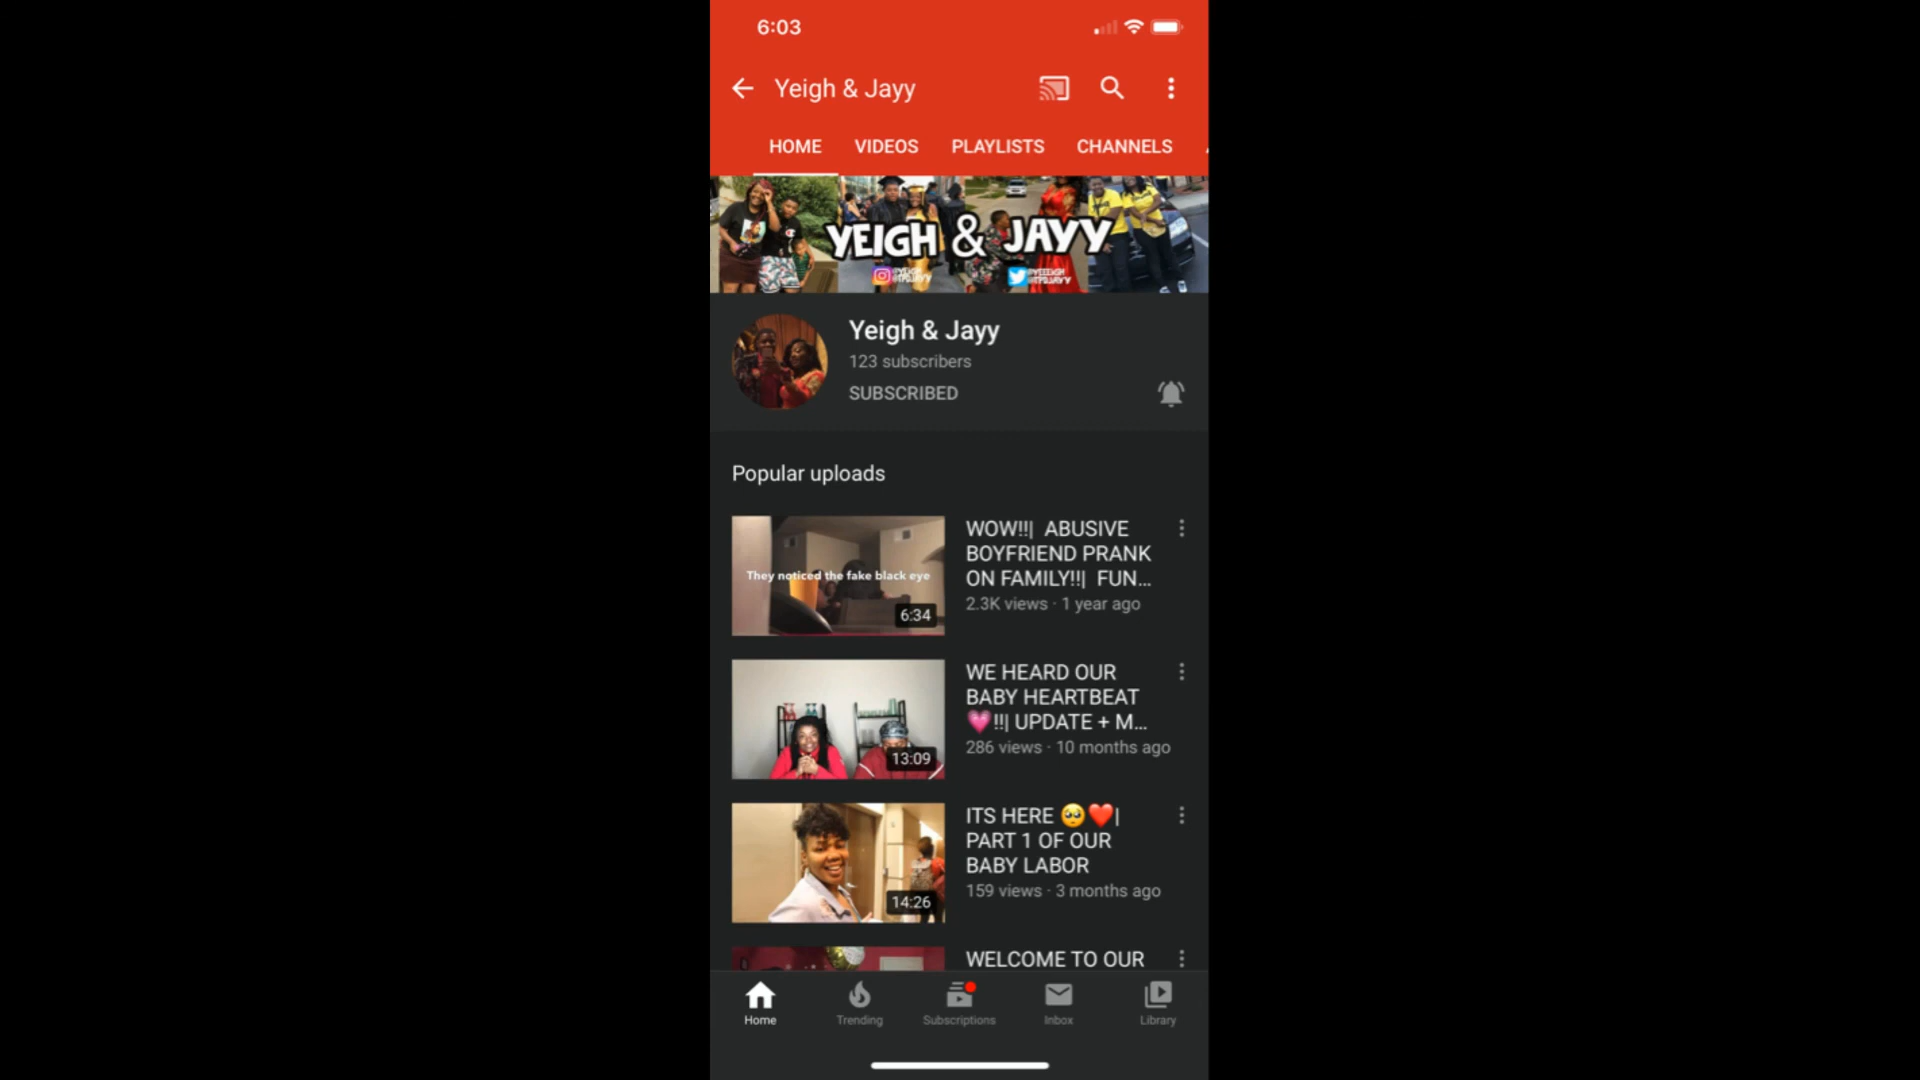 6:03
Yeigh & Jayy
HOME VIDEOS PLAYLISTS CHANNELS
YEIGH & JAYY
Yeigh & Jayy
123 subscribers
SUBSCRIBED
Popular uploads
They noticed the fake black eye
6:34
WOW!!| ABUSIVE
BOYFRIEND PRANK
ON FAMILY!!| FUN...
2.3K views · 1 year ago
13:09
WE HEARD OUR
BABY HEARTBEAT
💗!!| UPDATE + M...
286 views · 10 months ago
14:26
ITS HERE 🥺❤️|
PART 1 OF OUR
BABY LABOR
159 views · 3 months ago
WELCOME TO OUR
Home Trending Subscriptions Inbox Library